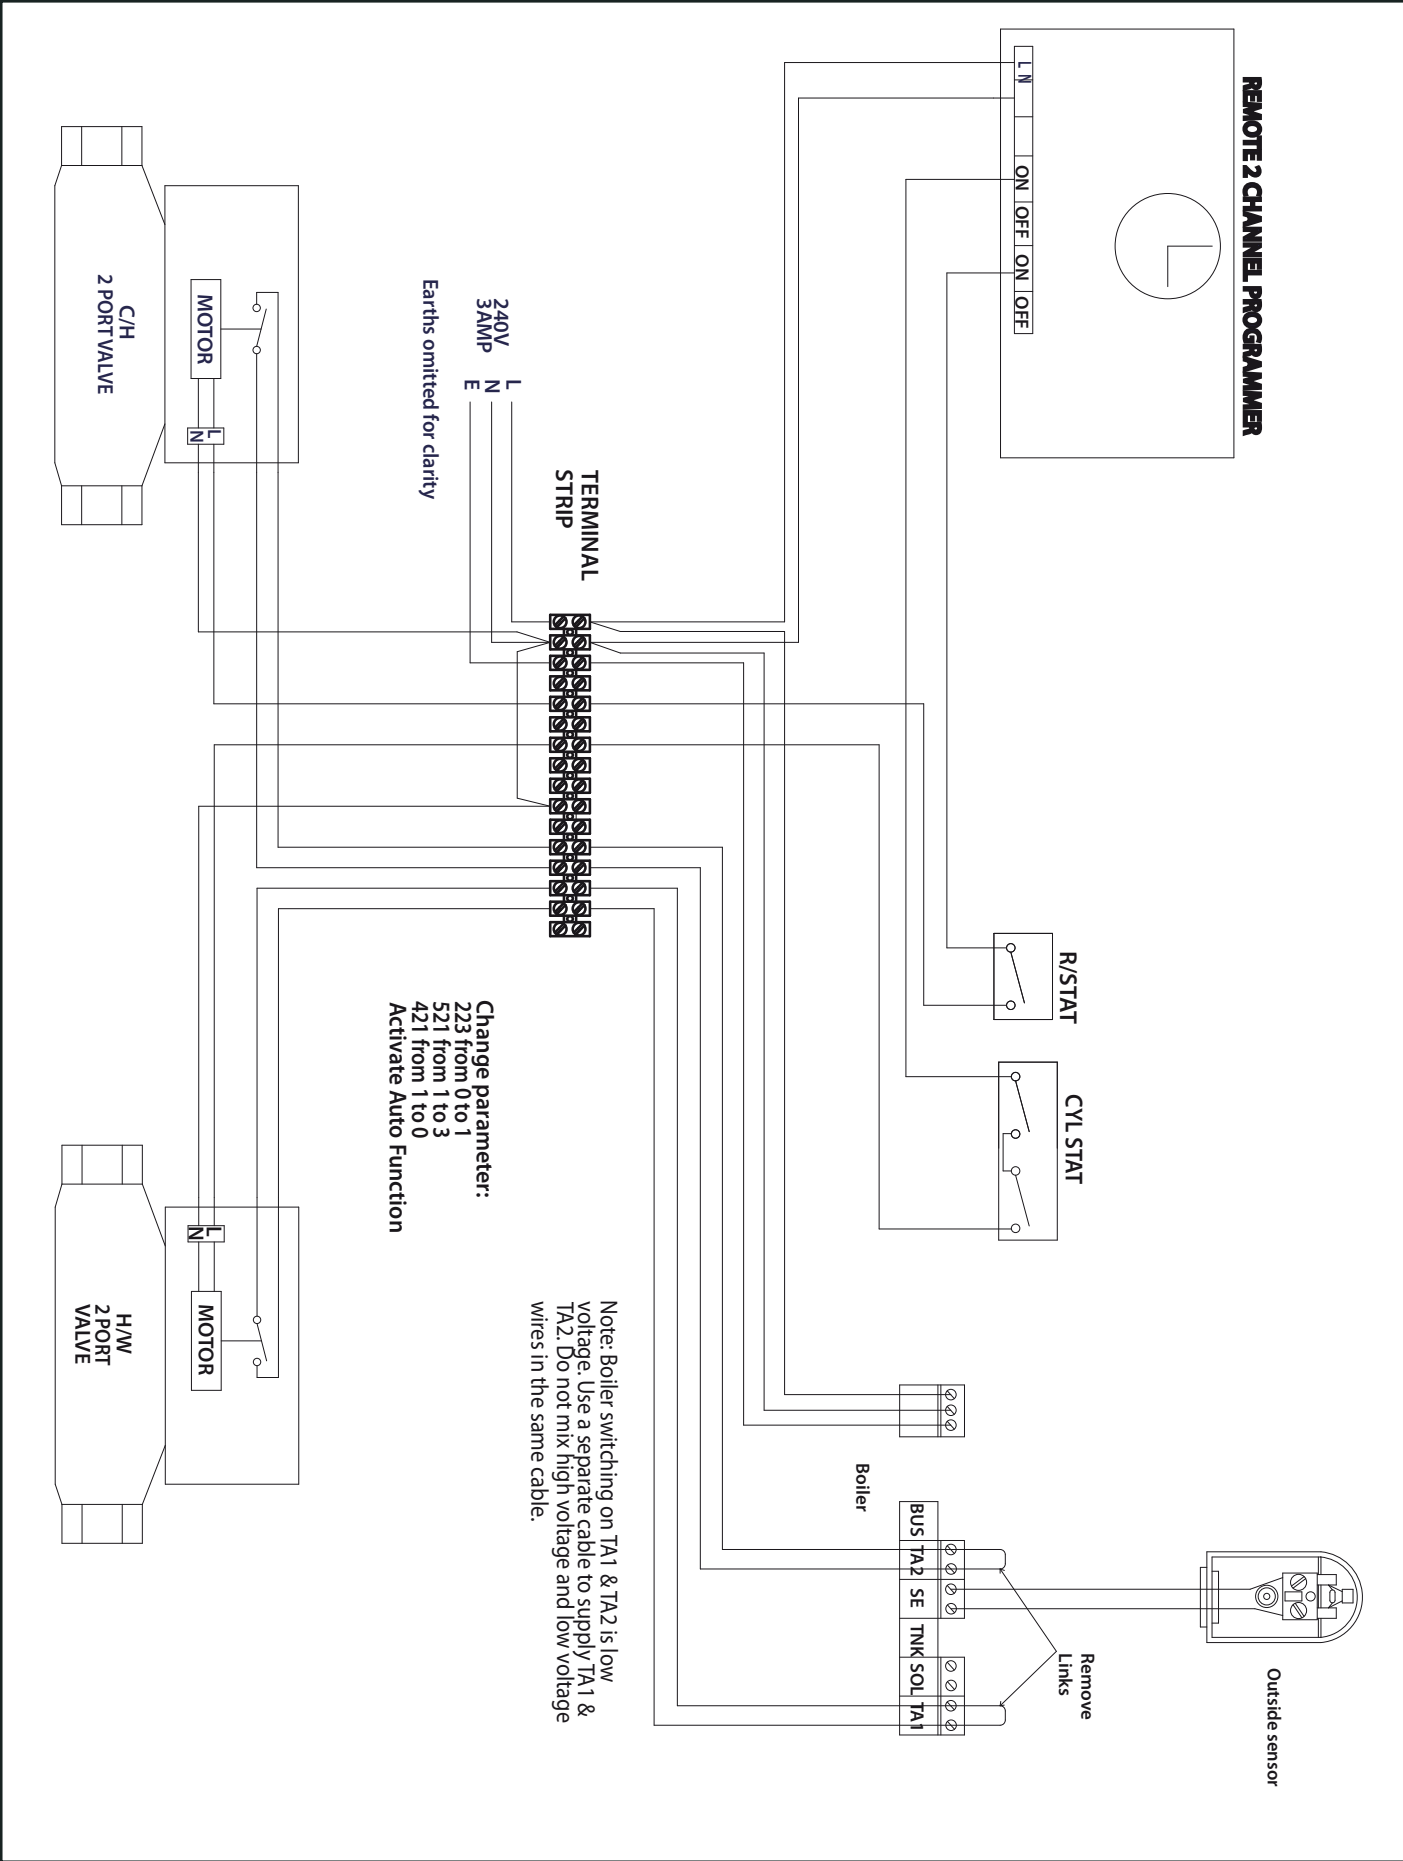 REMOTE 2 CHANNEL PROGRAMMER
L N
ON OFF ON OFF
R/STAT
CYL STAT
Outside sensor
Remove
Links
Boiler
BUS TA2 SE TNK SOL TA1
TERMINAL
STRIP
240V
3AMP
L
N
E
Earths omitted for clarity
Note: Boiler switching on TA1 & TA2 is low
voltage. Use a separate cable to supply TA1 &
TA2. Do not mix high voltage and low voltage
wires in the same cable.
Change parameter:
223 from 0 to 1
521 from 1 to 3
421 from 1 to 0
Activate Auto Function
MOTOR
L
N
C/H
2 PORT VALVE
L
N
MOTOR
H/W
2 PORT
VALVE